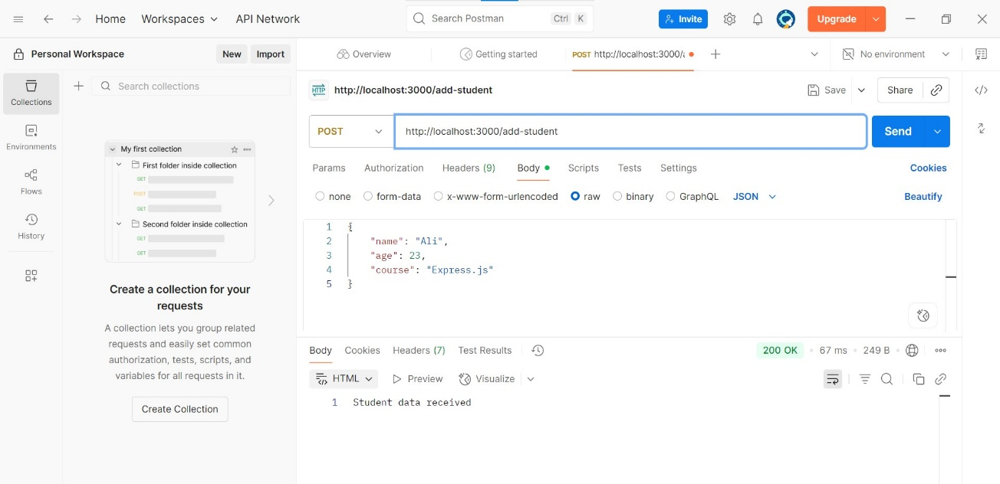 Home Workspaces API Network Search Postman Ctrl K Invite Upgrade
Personal Workspace New Import
Overview Getting started POST http://localhost:3000/a No environment
Collections
Environments
Flows
History
Search collections
My first collection
First folder inside collection
GET
POST
GET
Second folder inside collection
GET
GET
Create a collection for your
requests
A collection lets you group related
requests and easily set common
authorization, tests, scripts, and
variables for all requests in it.
Create Collection
HTTP http://localhost:3000/add-student Save Share
POST http://localhost:3000/add-student Send
Params Authorization Headers (9) Body Scripts Tests Settings Cookies
none form-data x-www-form-urlencoded raw binary GraphQL JSON Beautify
1 {
2 "name": "Ali",
3 "age": 23,
4 "course": "Express.js"
5 }
Body Cookies Headers (7) Test Results 200 OK • 67 ms • 249 B •
HTML Preview Visualize
1 Student data received